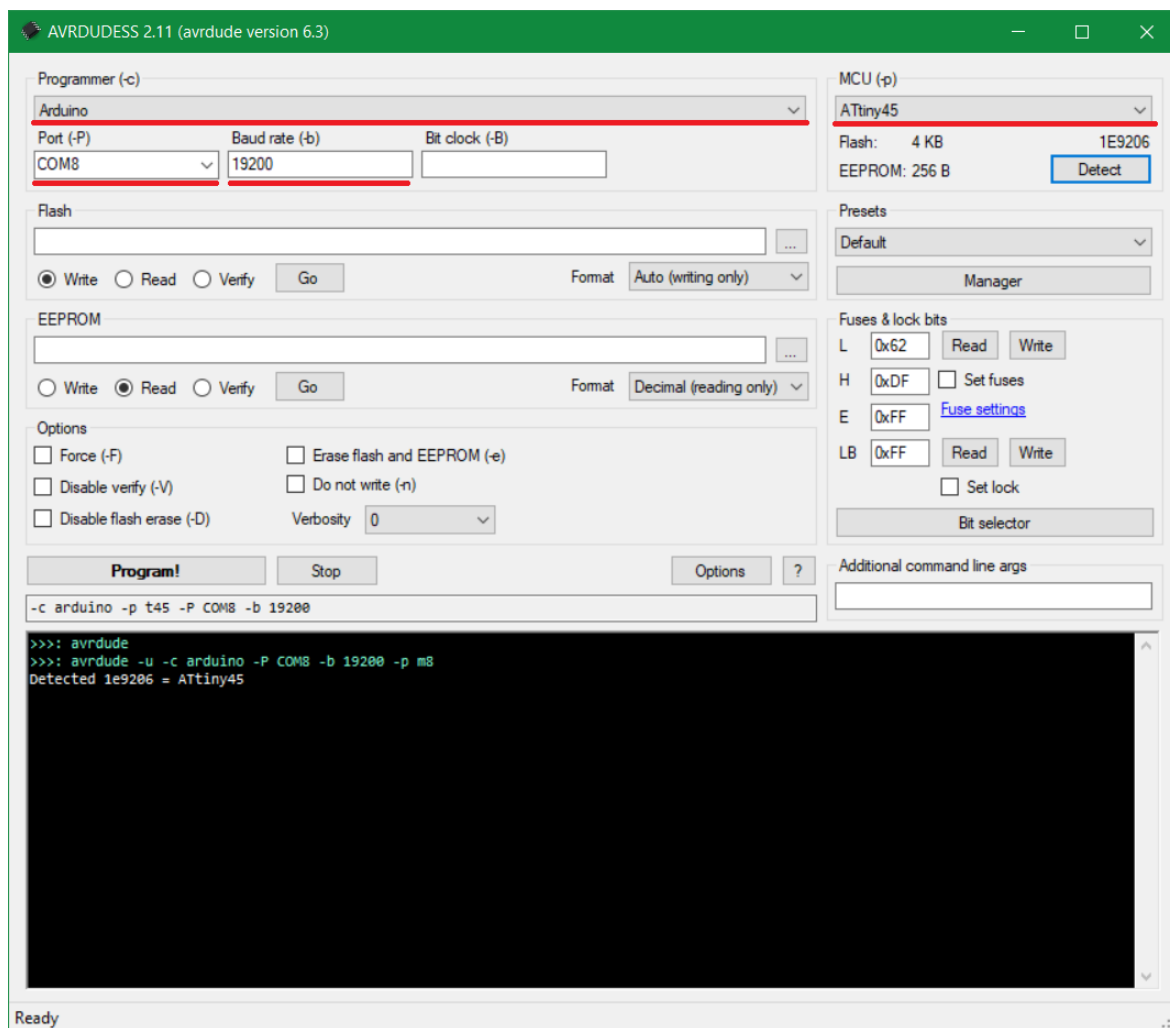 AVRDUDESS 2.11 (avrdude version 6.3)
Programmer (-c)
Arduino
Port (-P) Baud rate (-b) Bit clock (-B)
COM8 19200
MCU (-p)
ATtiny45
Flash: 4 KB 1E9206
EEPROM: 256 B Detect
Flash
...
Write Read Verify Go Format Auto (writing only)
Presets
Default
Manager
EEPROM
...
Write Read Verify Go Format Decimal (reading only)
Fuses & lock bits
L 0x62 Read Write
H 0xDF Set fuses
E 0xFF Fuse settings
LB 0xFF Read Write
Set lock
Bit selector
Options
Force (-F) Erase flash and EEPROM (-e)
Disable verify (-V) Do not write (-n)
Disable flash erase (-D) Verbosity 0
Program! Stop Options ?
Additional command line args
-c arduino -p t45 -P COM8 -b 19200
>>>: avrdude
>>>: avrdude -u -c arduino -P COM8 -b 19200 -p m8
Detected 1e9206 = ATtiny45
Ready